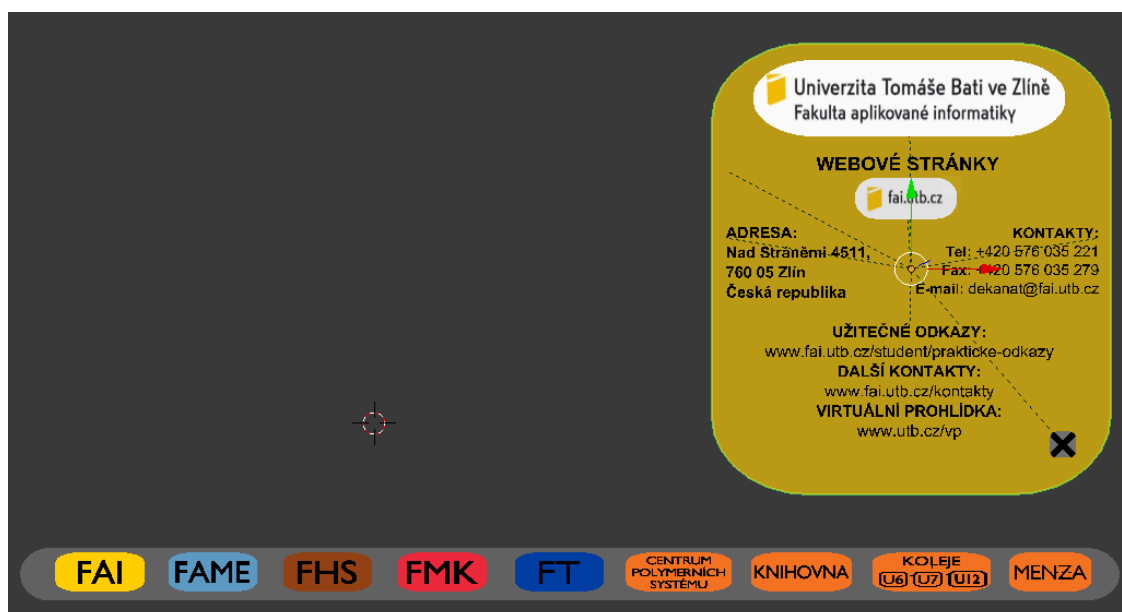 Univerzita Tomáše Bati ve Zlíně
Fakulta aplikované informatiky
WEBOVÉ STRÁNKY
fai.utb.cz
ADRESA:
Nad Stráněmi 4511,
760 05 Zlín
Česká republika
KONTAKTY:
Tel: +420 576 035 221
Fax: +420 576 035 279
E-mail: dekanat@fai.utb.cz
UŽITEČNÉ ODKAZY:
www.fai.utb.cz/student/prakticke-odkazy
DALŠÍ KONTAKTY:
www.fai.utb.cz/kontakty
VIRTUÁLNÍ PROHLÍDKA:
www.utb.cz/vp
FAI
FAME
FHS
FMK
FT
CENTRUM
POLYMERNÍCH
SYSTÉMU
KNIHOVNA
KOLEJE
U6 U7 U12
MENZA